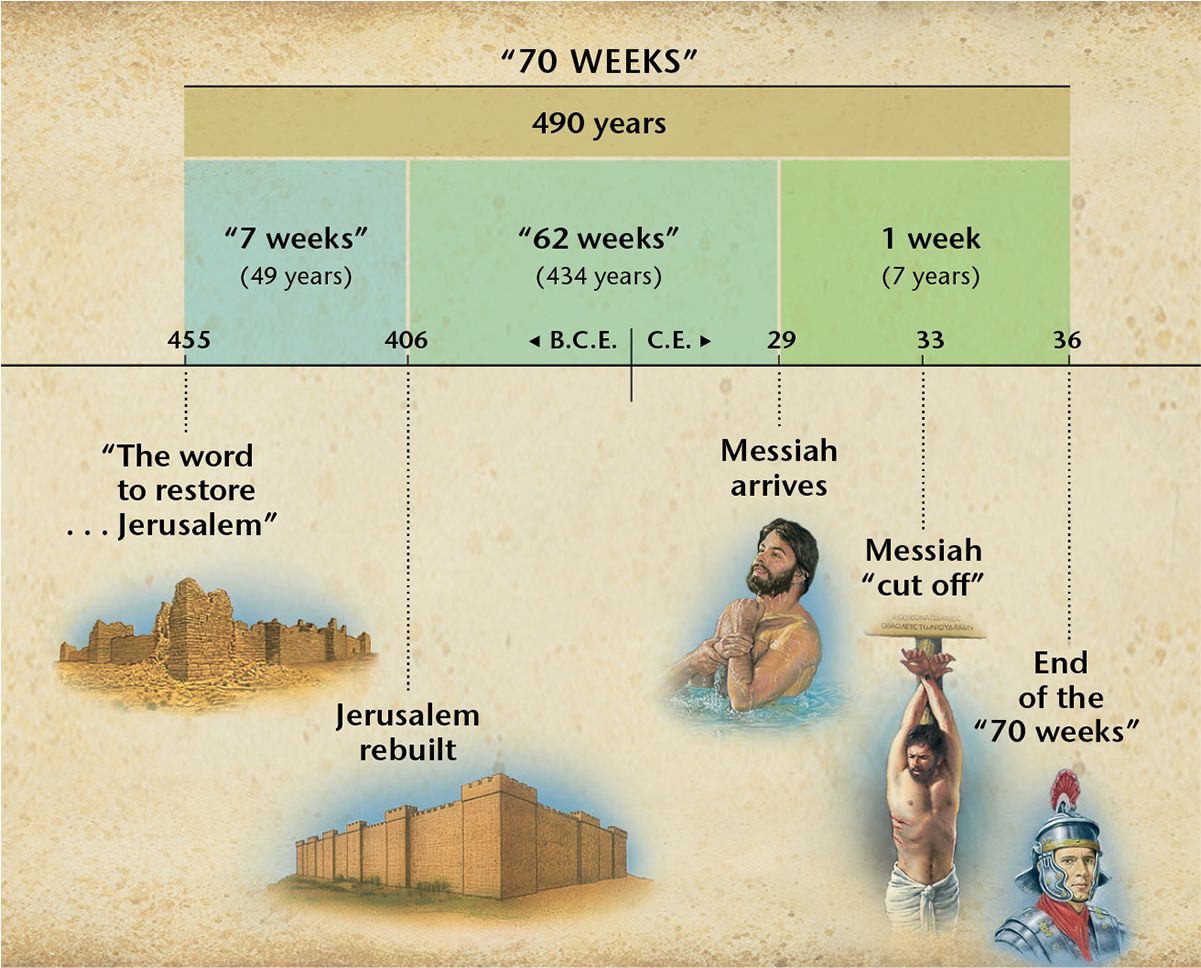 “70 WEEKS”
490 years
“7 weeks”
(49 years)
“62 weeks”
(434 years)
1 week
(7 years)
455
406
◄ B.C.E.
C.E. ►
29
33
36
“The word
to restore
. . . Jerusalem”
Jerusalem
rebuilt
Messiah
arrives
Messiah
“cut off”
End
of the
“70 weeks”